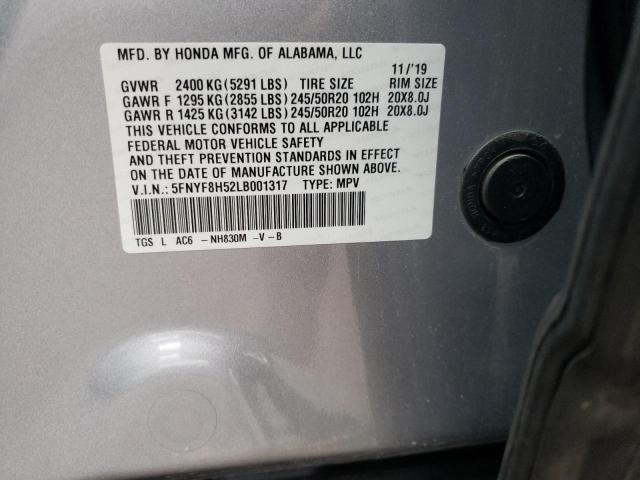 MFD. BY HONDA MFG. OF ALABAMA, LLC
11/'19
GVWR 2400 KG (5291 LBS) TIRE SIZE RIM SIZE
GAWR F 1295 KG (2855 LBS) 245/50R20 102H 20X8.0J
GAWR R 1425 KG (3142 LBS) 245/50R20 102H 20X8.0J
THIS VEHICLE CONFORMS TO ALL APPLICABLE
FEDERAL MOTOR VEHICLE SAFETY
AND THEFT PREVENTION STANDARDS IN EFFECT
ON THE DATE OF MANUFACTURE SHOWN ABOVE.
V.I.N.: 5FNYF8H52LB001317 TYPE: MPV
TGS L AC6 -NH830M -V-B
HONDA